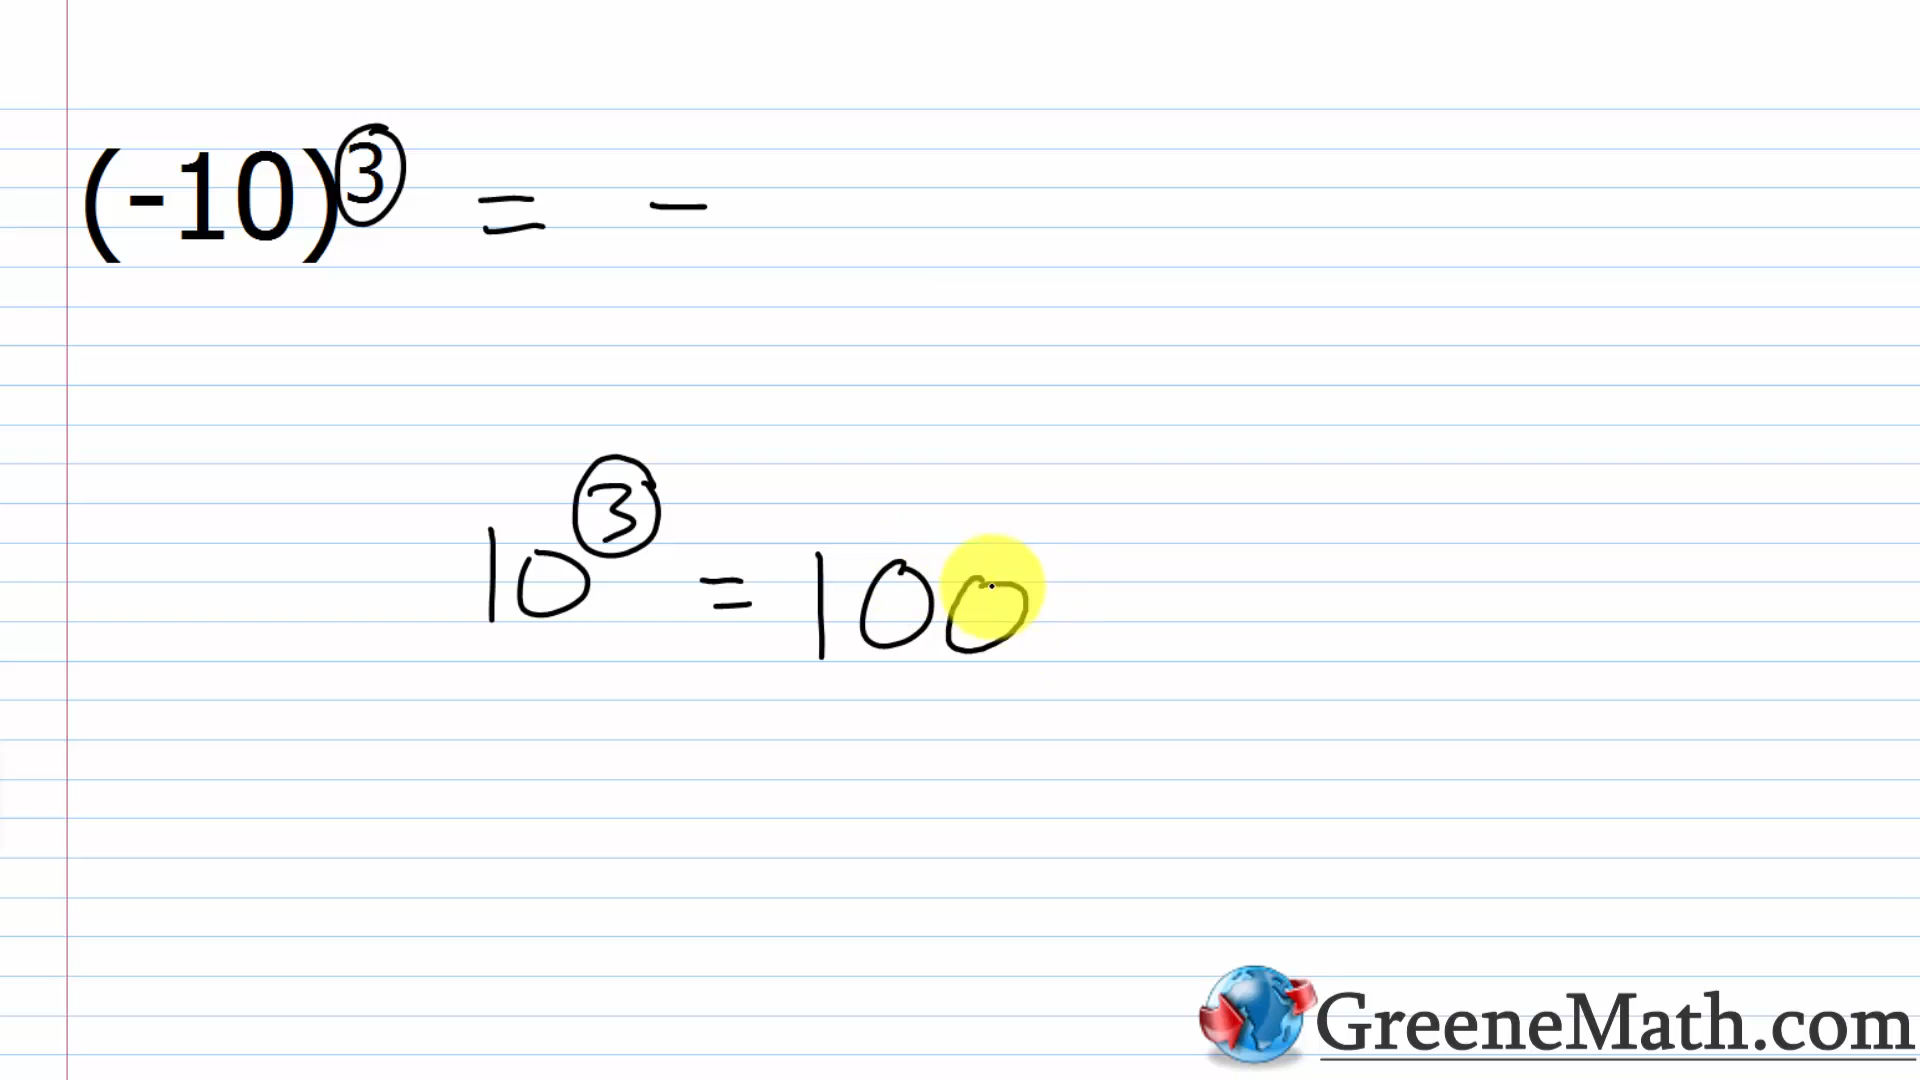 (-10)³ = -
10³ = 100
GreeneMath.com